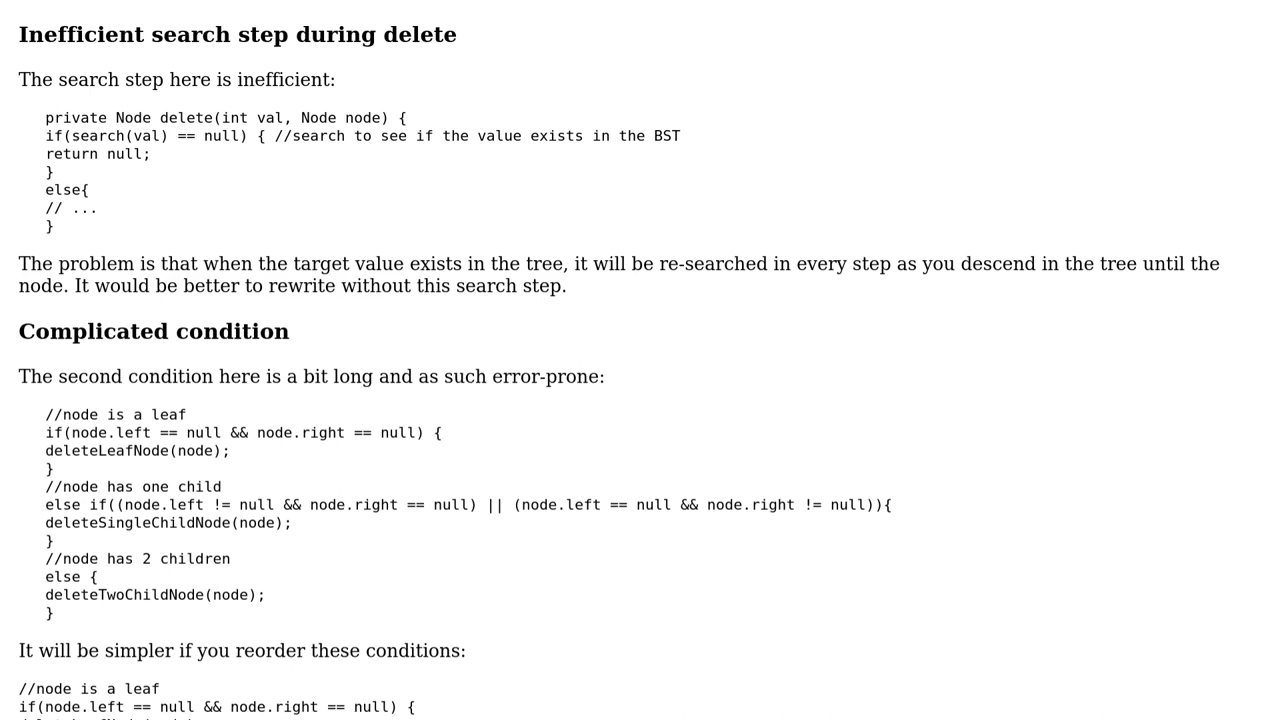 Inefficient search step during delete
The search step here is inefficient:
private Node delete(int val, Node node) {
if(search(val) == null) { //search to see if the value exists in the BST
return null;
}
else{
// ...
}
The problem is that when the target value exists in the tree, it will be re-searched in every step as you descend in the tree until the
node. It would be better to rewrite without this search step.
Complicated condition
The second condition here is a bit long and as such error-prone:
//node is a leaf
if(node.left == null && node.right == null) {
deleteLeafNode(node);
}
//node has one child
else if((node.left != null && node.right == null) || (node.left == null && node.right != null)){
deleteSingleChildNode(node);
}
//node has 2 children
else {
deleteTwoChildNode(node);
}
It will be simpler if you reorder these conditions:
//node is a leaf
if(node.left == null && node.right == null) {